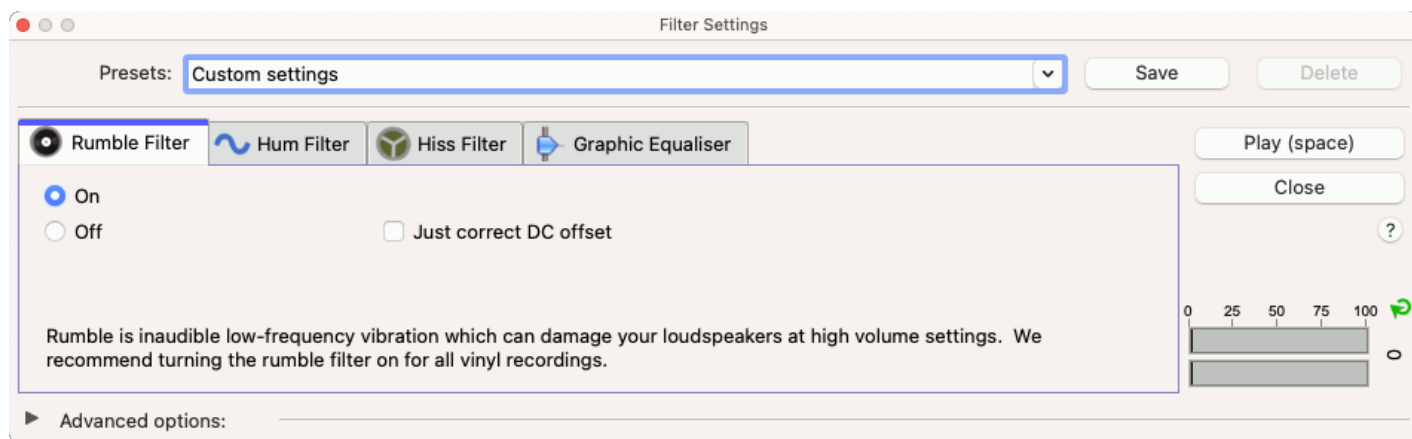 Filter Settings
Presets: Custom settings Save Delete
Rumble Filter Hum Filter Hiss Filter Graphic Equaliser Play (space)
On Close
Off Just correct DC offset ?
0 25 50 75 100
Rumble is inaudible low-frequency vibration which can damage your loudspeakers at high volume settings. We
recommend turning the rumble filter on for all vinyl recordings.
0
Advanced options: